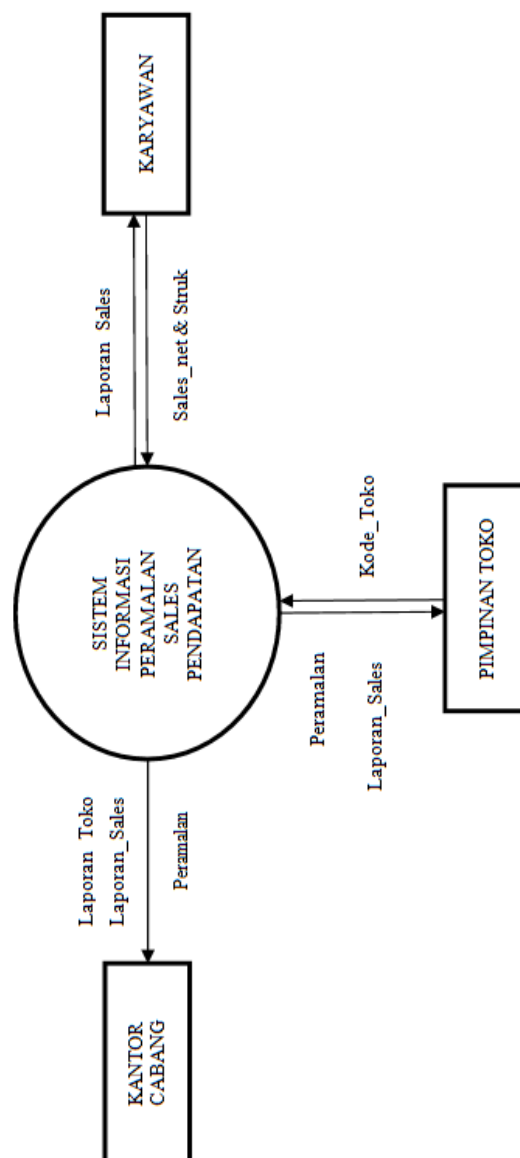 Laporan Toko
Laporan_Sales
Laporan Sales
KANTOR
CABANG
SISTEM
INFORMASI
PERAMALAN
SALES
PENDAPATAN
KARYAWAN
Peramalan
Sales_net & Struk
Peramalan
Laporan_Sales
Kode_Toko
PIMPINAN TOKO